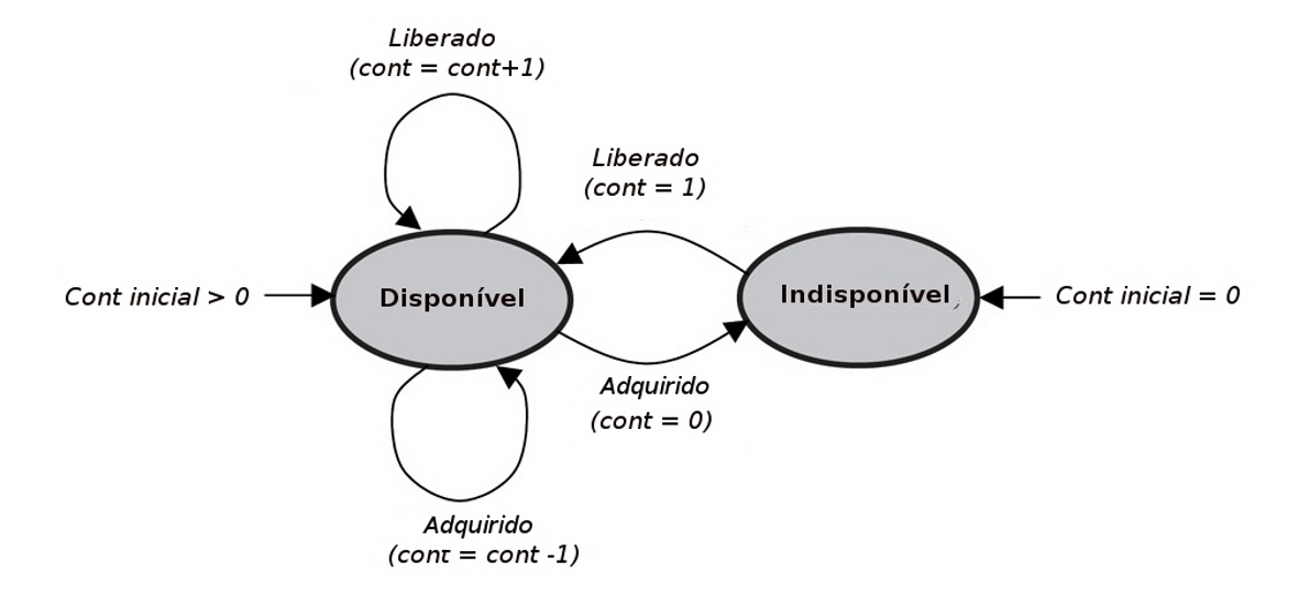 Liberado
(cont = cont+1)
Liberado
(cont = 1)
Cont inicial > 0
Disponível
Indisponível
Cont inicial = 0
Adquirido
(cont = 0)
Adquirido
(cont = cont -1)